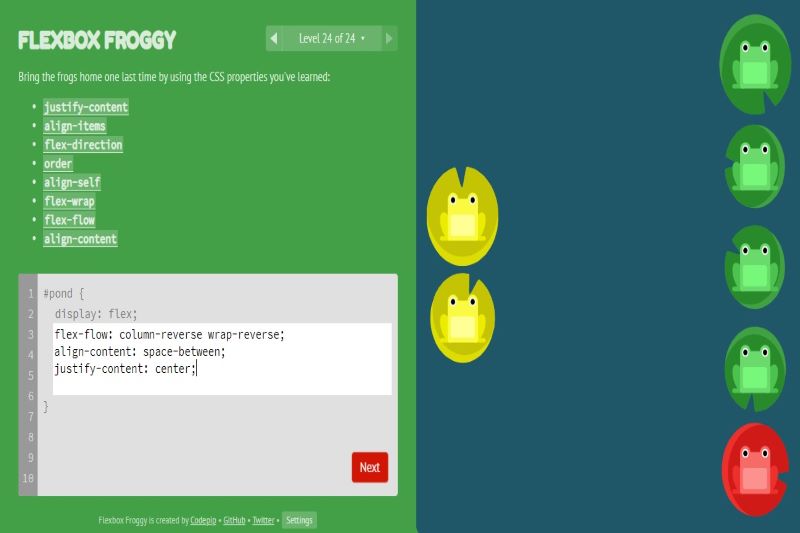 FLEXBOX FROGGY
Level 24 of 24
Bring the frogs home one last time by using the CSS properties you've learned:
justify-content
align-items
flex-direction
order
align-self
flex-wrap
flex-flow
align-content
1 #pond {
2 display: flex;
3 flex-flow: column-reverse wrap-reverse;
4 align-content: space-between;
5 justify-content: center;
6
7 }
8
9
10
Next
Flexbox Froggy is created by Codepip • GitHub • Twitter • Settings